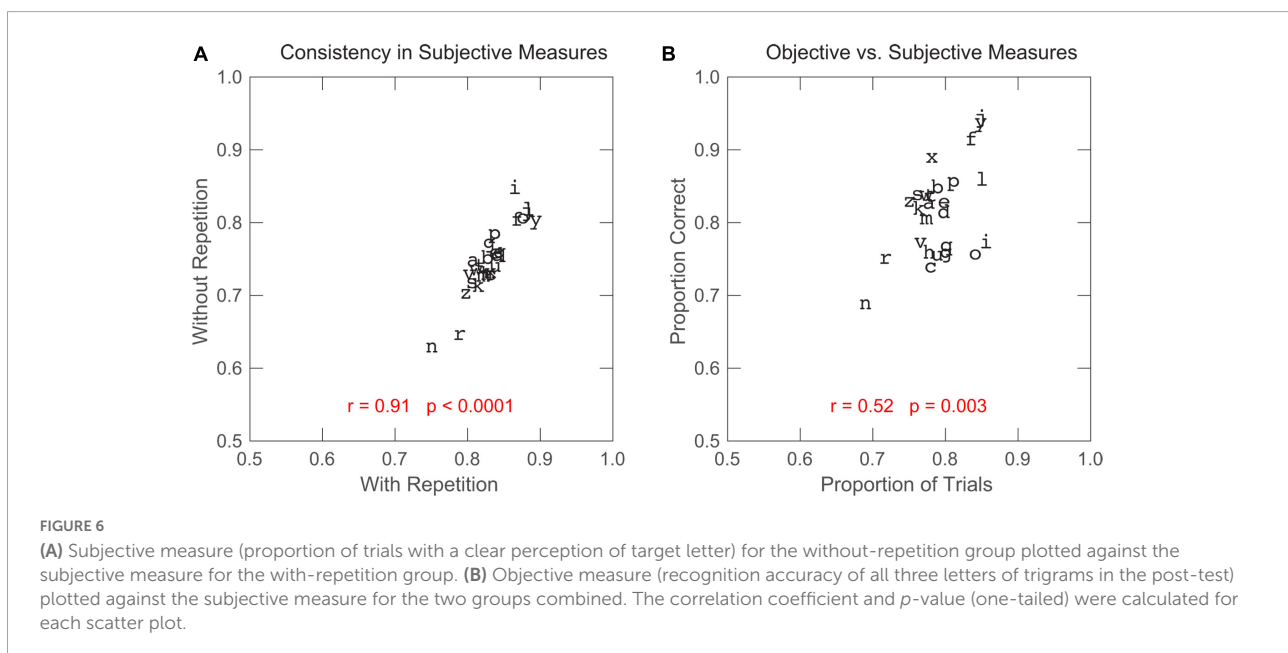 A Consistency in Subjective Measures
B Objective vs. Subjective Measures
1.0
0.9
0.8
0.7
0.6
0.5
Without Repetition
i
y
p
a
z
k
r
n
r = 0.91 p < 0.0001
0.5 0.6 0.7 0.8 0.9 1.0
With Repetition
1.0
0.9
0.8
0.7
0.6
0.5
Proportion Correct
j
y
f
x
p l
b
z
k
m
v
i
r
o
c
n
r = 0.52 p = 0.003
0.5 0.6 0.7 0.8 0.9 1.0
Proportion of Trials
FIGURE 6
(A) Subjective measure (proportion of trials with a clear perception of target letter) for the without-repetition group plotted against the
subjective measure for the with-repetition group. (B) Objective measure (recognition accuracy of all three letters of trigrams in the post-test)
plotted against the subjective measure for the two groups combined. The correlation coefficient and p-value (one-tailed) were calculated for
each scatter plot.